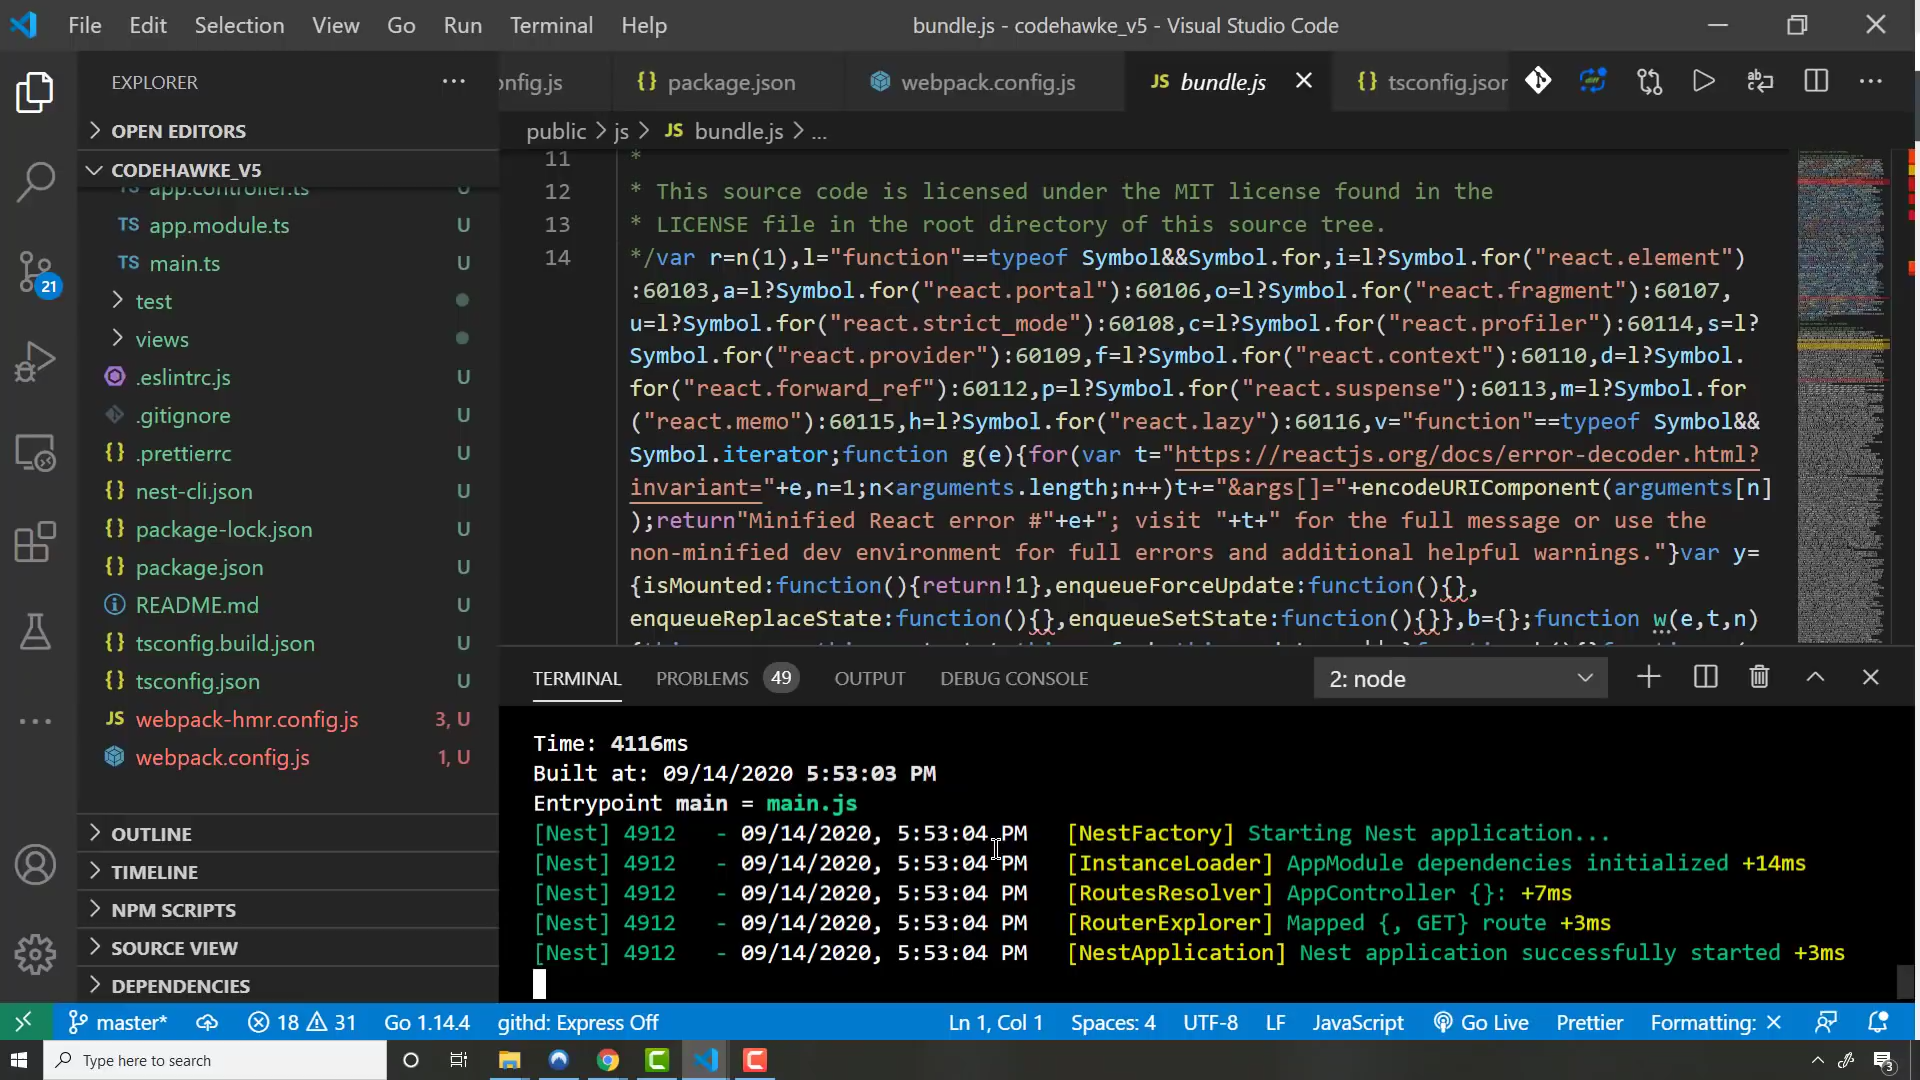 File Edit Selection View Go Run Terminal Help
bundle.js - codehawke_v5 - Visual Studio Code
EXPLORER
nfig.js
{} package.json
webpack.config.js
JS bundle.js
{} tsconfig.jsor
OPEN EDITORS
public > js > JS bundle.js > ...
CODEHAWKE_V5
TS app.controller.ts U
TS app.module.ts U
TS main.ts U
test
views
.eslintrc.js U
.gitignore U
{} .prettierrc U
{} nest-cli.json U
{} package-lock.json U
{} package.json U
README.md U
{} tsconfig.build.json U
{} tsconfig.json U
JS webpack-hmr.config.js 3, U
webpack.config.js 1, U
OUTLINE
TIMELINE
NPM SCRIPTS
SOURCE VIEW
DEPENDENCIES
21
11 *
12 * This source code is licensed under the MIT license found in the
13 * LICENSE file in the root directory of this source tree.
14 */var r=n(1),l="function"==typeof Symbol&&Symbol.for,i=l?Symbol.for("react.element")
:60103,a=l?Symbol.for("react.portal"):60106,o=l?Symbol.for("react.fragment"):60107,
u=l?Symbol.for("react.strict_mode"):60108,c=l?Symbol.for("react.profiler"):60114,s=l?
Symbol.for("react.provider"):60109,f=l?Symbol.for("react.context"):60110,d=l?Symbol.
for("react.forward_ref"):60112,p=l?Symbol.for("react.suspense"):60113,m=l?Symbol.for
("react.memo"):60115,h=l?Symbol.for("react.lazy"):60116,v="function"==typeof Symbol&&
Symbol.iterator;function g(e){for(var t="https://reactjs.org/docs/error-decoder.html?
invariant="+e,n=1;n<arguments.length;n++)t+="&args[]="+encodeURIComponent(arguments[n]
);return"Minified React error #"+e+"; visit "+t+" for the full message or use the
non-minified dev environment for full errors and additional helpful warnings."}var y=
{isMounted:function(){return!1},enqueueForceUpdate:function(){},
enqueueReplaceState:function(){},enqueueSetState:function(){}},b={};function w(e,t,n)
TERMINAL PROBLEMS 49 OUTPUT DEBUG CONSOLE
2: node
Time: 4116ms
Built at: 09/14/2020 5:53:03 PM
Entrypoint main = main.js
[Nest] 4912 - 09/14/2020, 5:53:04 PM [NestFactory] Starting Nest application...
[Nest] 4912 - 09/14/2020, 5:53:04 PM [InstanceLoader] AppModule dependencies initialized +14ms
[Nest] 4912 - 09/14/2020, 5:53:04 PM [RoutesResolver] AppController {}: +7ms
[Nest] 4912 - 09/14/2020, 5:53:04 PM [RouterExplorer] Mapped {, GET} route +3ms
[Nest] 4912 - 09/14/2020, 5:53:04 PM [NestApplication] Nest application successfully started +3ms
master* 18 31 Go 1.14.4 githd: Express Off
Ln 1, Col 1 Spaces: 4 UTF-8 LF JavaScript Go Live Prettier Formatting:
Type here to search
3